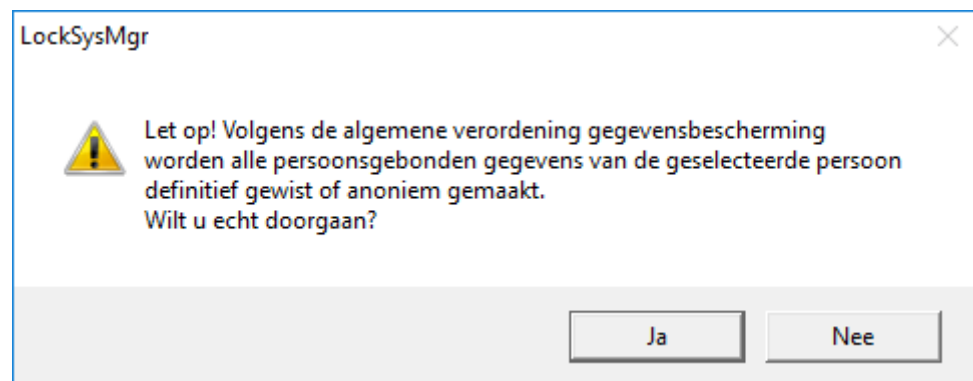 LockSysMgr
Let op! Volgens de algemene verordening gegevensbescherming
worden alle persoonsgebonden gegevens van de geselecteerde persoon
definitief gewist of anoniem gemaakt.
Wilt u echt doorgaan?
Ja
Nee